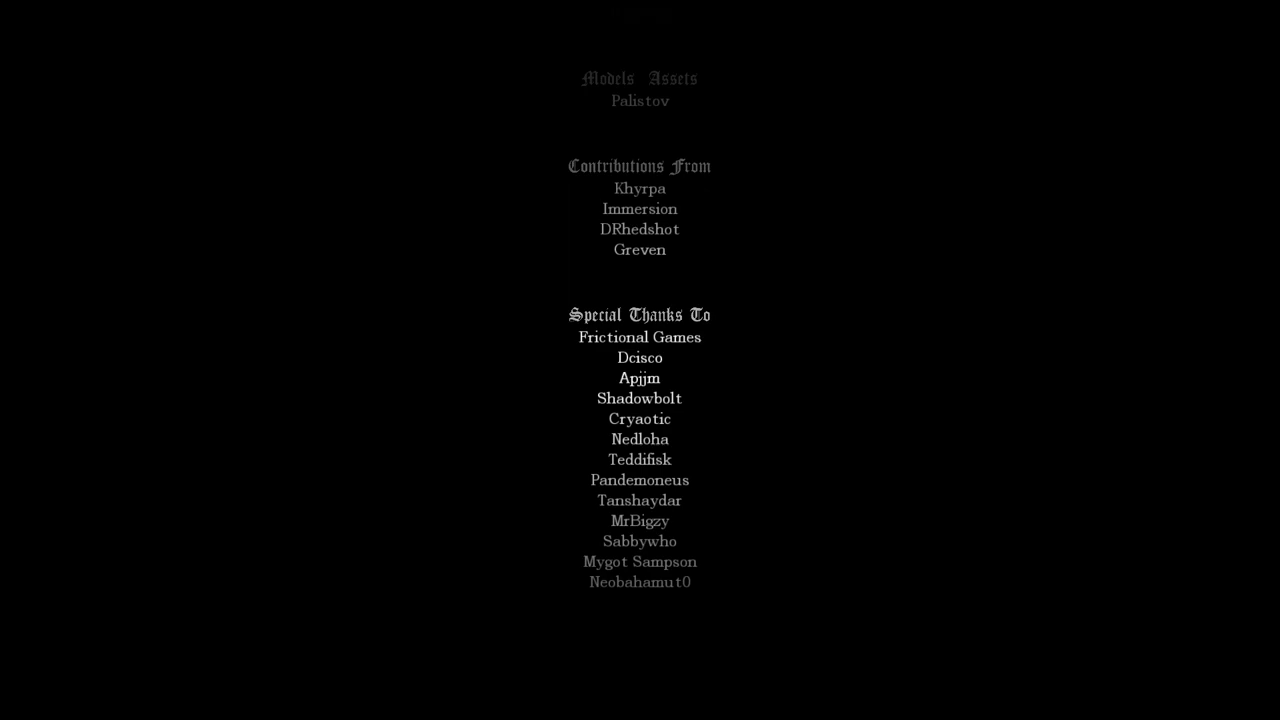 Models Assets
Palistov
Contributions From
Khyrpa
Immersion
DRhedshot
Greven
Special Thanks To
Frictional Games
Dcisco
Apjjm
Shadowbolt
Cryaotic
Nedloha
Teddifisk
Pandemoneus
Tanshaydar
MrBigzy
Sabbywho
Mygot Sampson
Neobahamut0